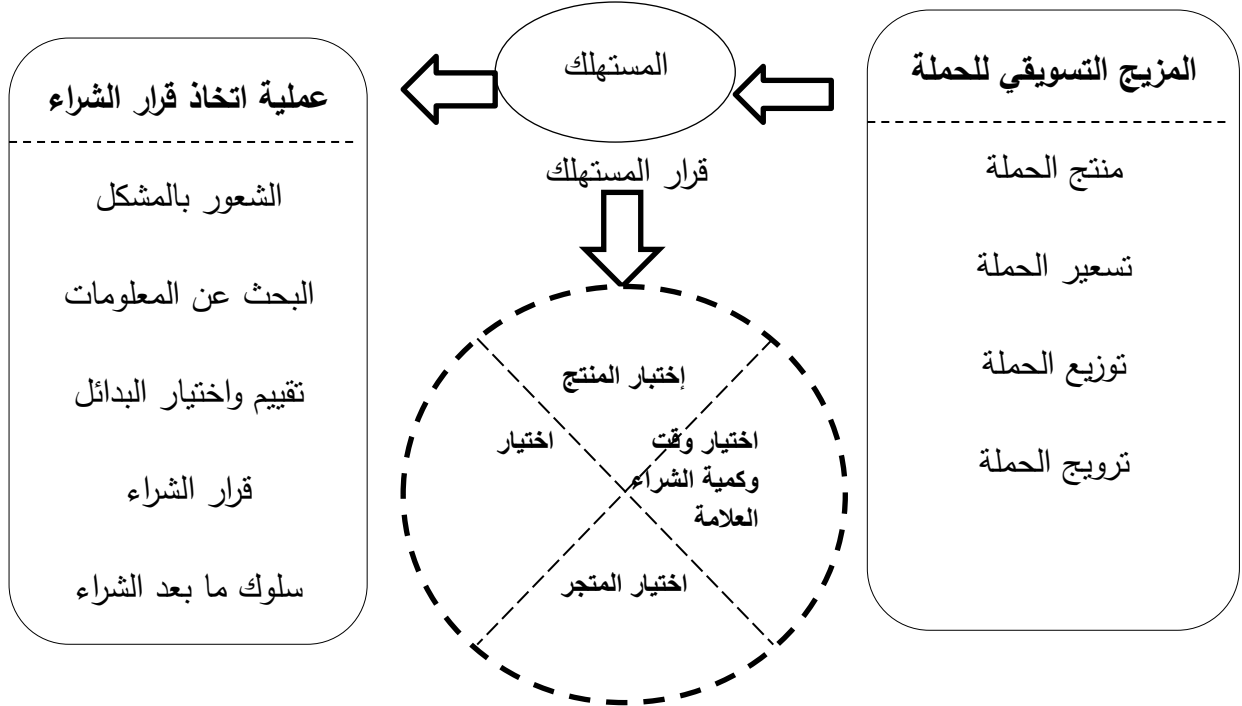 المزيج التسويقي للحملة
منتج الحملة
تسعير الحملة
توزيع الحملة
ترويج الحملة
المستهلك
قرار المستهلك
إختبار المنتج
اختيار وقت
وكمية الشراء
العلامة
اختيار
اختيار المتجر
عملية اتخاذ قرار الشراء
الشعور بالمشكل
البحث عن المعلومات
تقييم واختيار البدائل
قرار الشراء
سلوك ما بعد الشراء